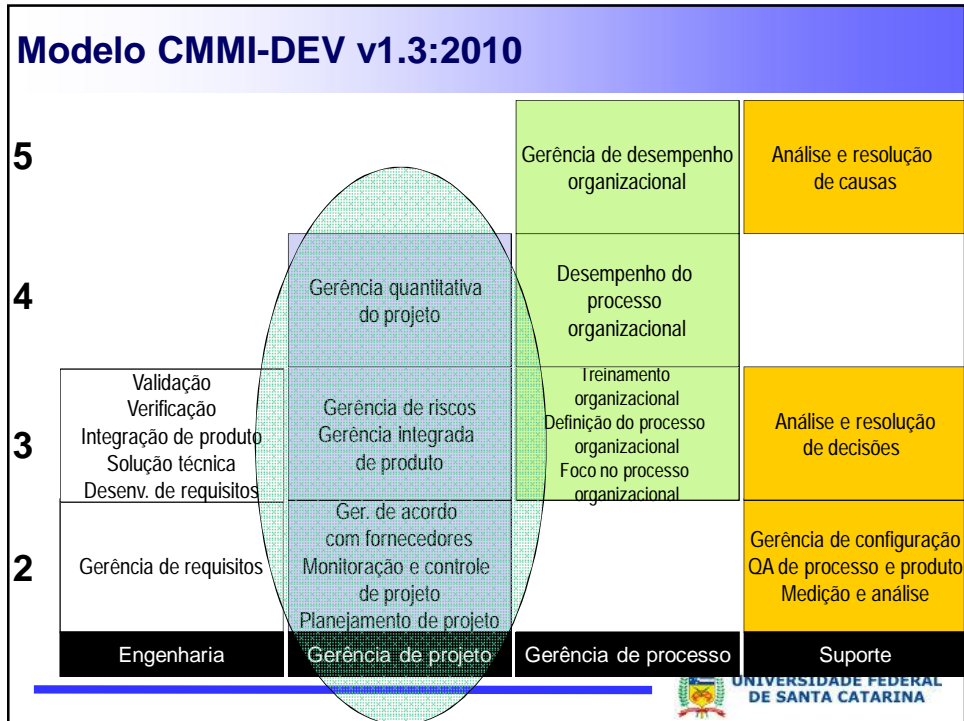 Modelo CMMI-DEV v1.3:2010
5
Gerência de desempenho
organizacional
Análise e resolução
de causas
4
Gerência quantitativa
do projeto
Desempenho do
processo
organizacional
3
Validação
Verificação
Integração de produto
Solução técnica
Desenv. de requisitos
Gerência de riscos
Gerência integrada
de produto
Treinamento
organizacional
Definição do processo
organizacional
Foco no processo
organizacional
Análise e resolução
de decisões
2
Gerência de requisitos
Ger. de acordo
com fornecedores
Monitoração e controle
de projeto
Planejamento de projeto
Gerência de configuração
QA de processo e produto
Medição e análise
Engenharia
Gerência de projeto
Gerência de processo
Suporte
UNIVERSIDADE FEDERAL
DE SANTA CATARINA